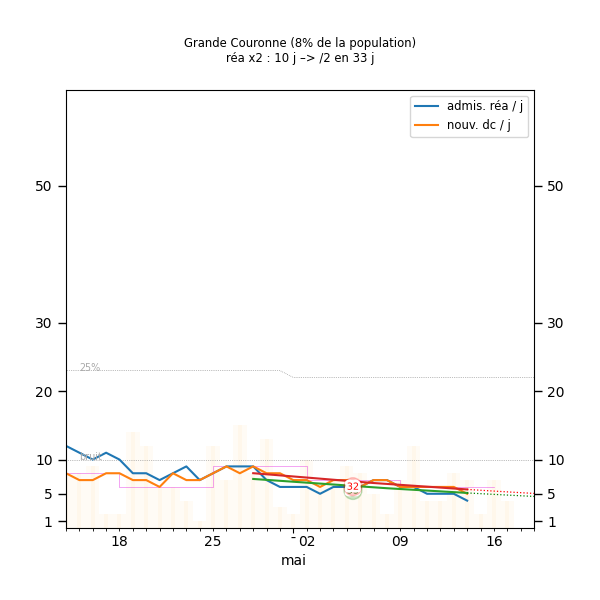 Grande Couronne (8% de la population)
réa x2 : 10 j –> /2 en 33 j
admis. réa / j
nouv. dc / j
50 50
30 30
25%
20 20
bruit
10 10
32
5 5
1 1
18 25 02 09 16
mai